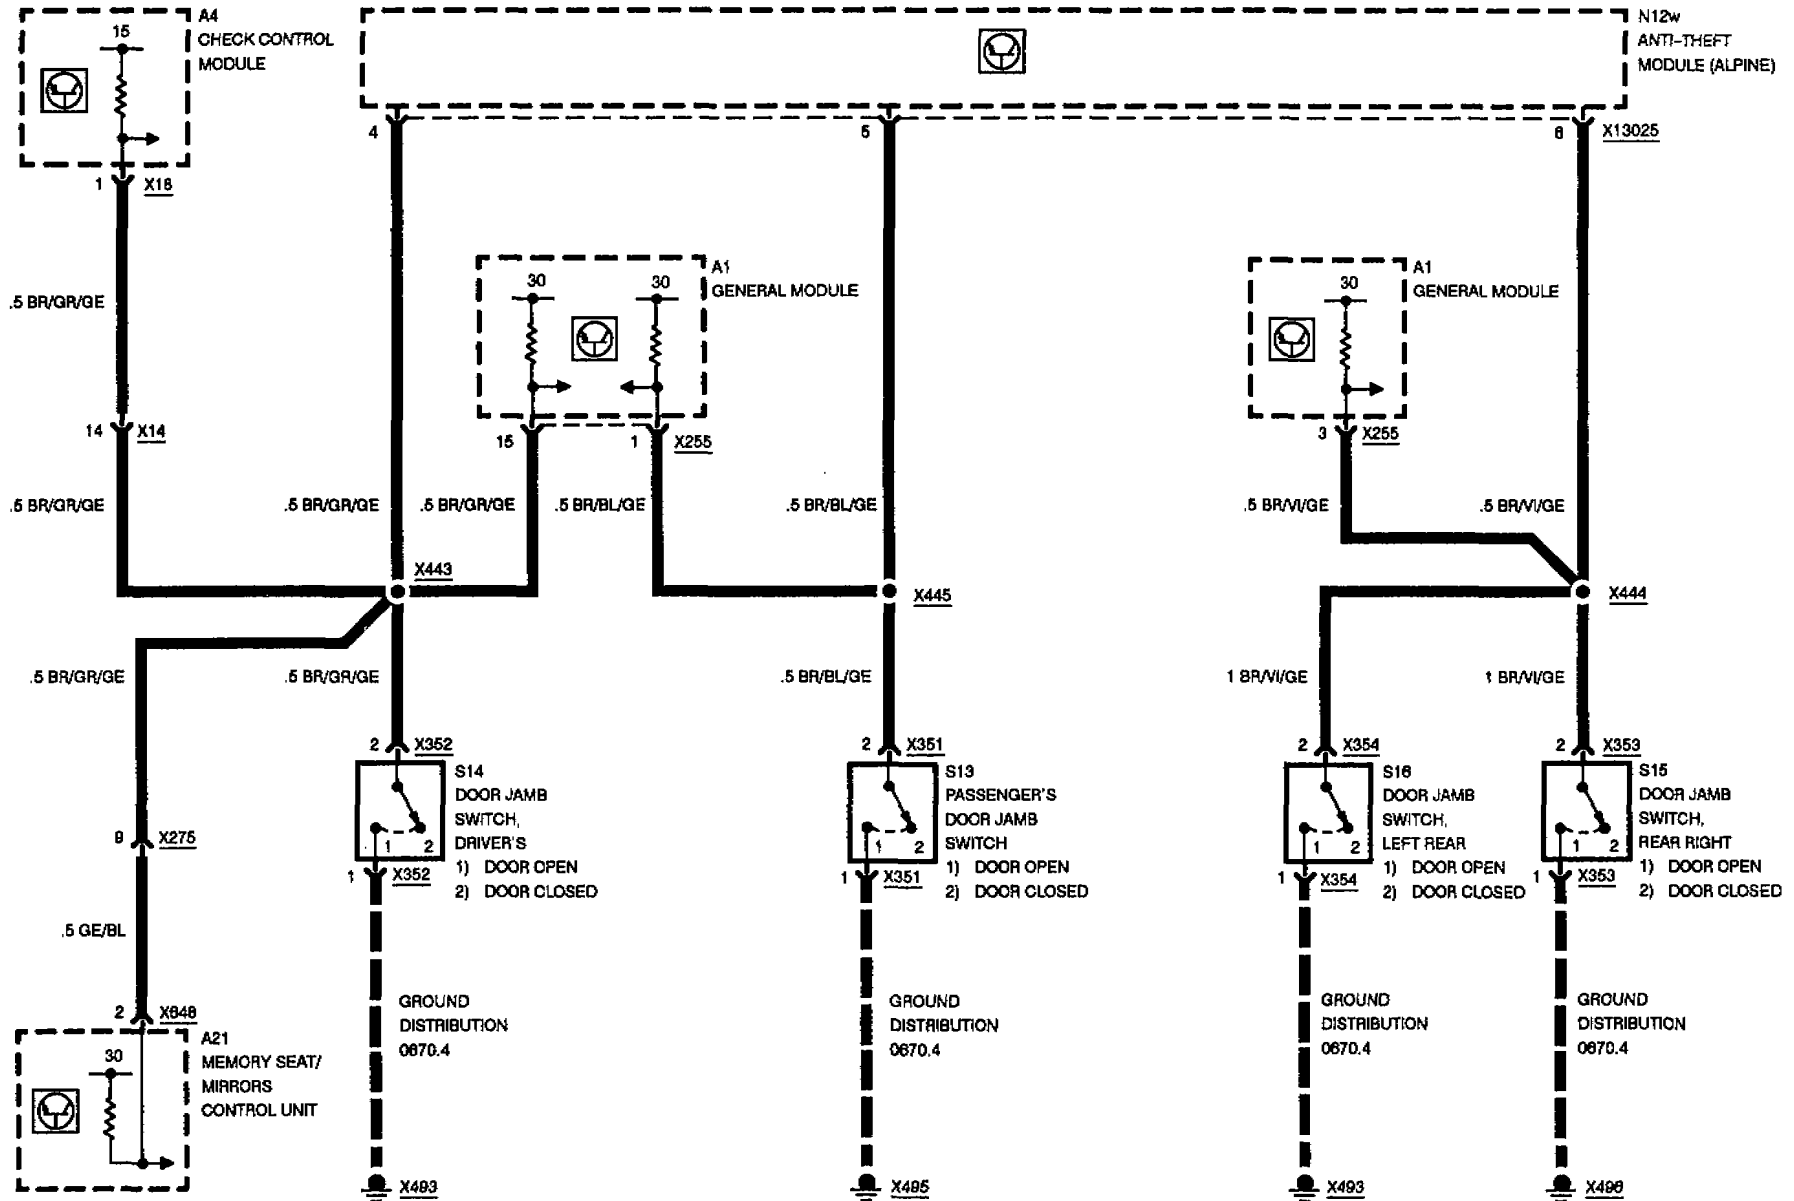 A4
CHECK CONTROL
MODULE
15
1
X18
N12w
ANTI-THEFT
MODULE (ALPINE)
4
5
6
X13025
A1
GENERAL MODULE
30
30
15
1
X255
A1
GENERAL MODULE
30
3
X255
.5 BR/GR/GE
14
X14
.5 BR/GR/GE
.5 BR/GR/GE
.5 BR/GR/GE
.5 BR/BL/GE
.5 BR/BL/GE
.5 BR/VI/GE
.5 BR/VI/GE
X443
X445
X444
.5 BR/GR/GE
.5 BR/GR/GE
.5 BR/BL/GE
1 BR/VI/GE
1 BR/VI/GE
2
X352
S14
DOOR JAMB
SWITCH,
DRIVER'S
1) DOOR OPEN
2) DOOR CLOSED
1
2
1
X352
2
X351
S13
PASSENGER'S
DOOR JAMB
SWITCH
1) DOOR OPEN
2) DOOR CLOSED
1
2
1
X351
2
X354
S16
DOOR JAMB
SWITCH,
LEFT REAR
1) DOOR OPEN
2) DOOR CLOSED
1
2
1
X354
2
X353
S15
DOOR JAMB
SWITCH,
REAR RIGHT
1) DOOR OPEN
2) DOOR CLOSED
1
2
1
X353
9
X275
.5 GE/BL
2
A21
MEMORY SEAT/
MIRRORS
CONTROL UNIT
30
GROUND
DISTRIBUTION
0670.4
GROUND
DISTRIBUTION
0670.4
GROUND
DISTRIBUTION
0670.4
GROUND
DISTRIBUTION
0670.4
X493
X495
X493
X496